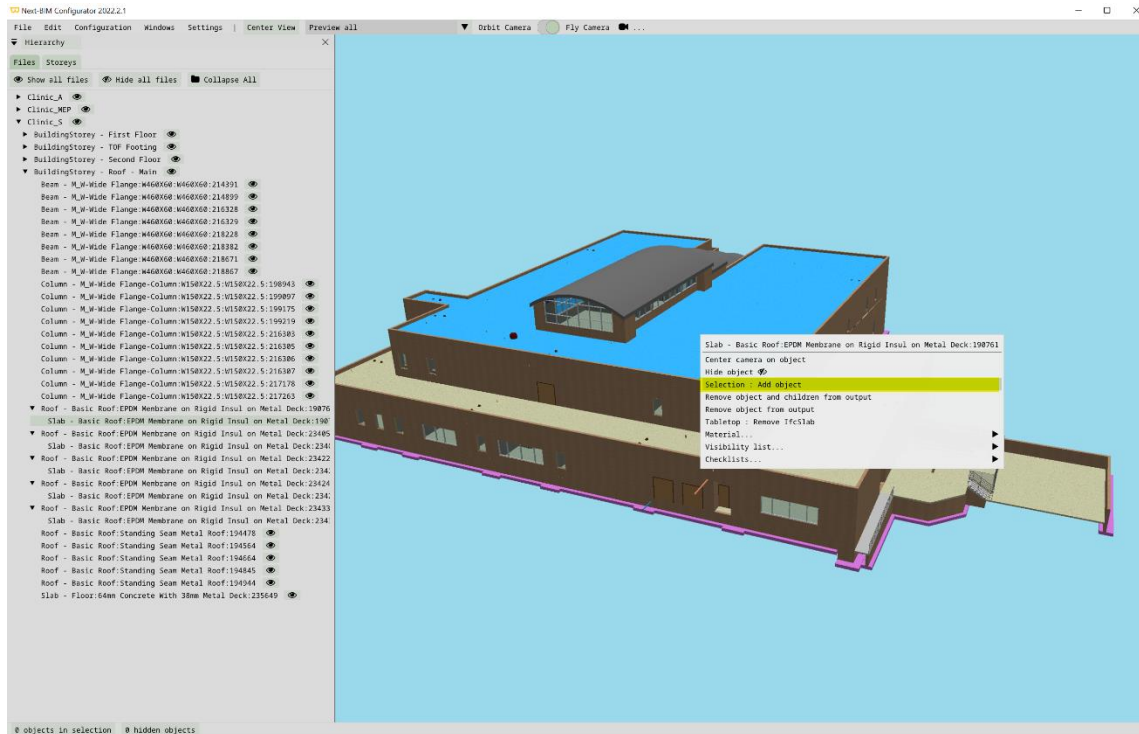 Next-BIM Configurator 2022.2.1
File Edit Configuration Windows Settings | Center View Preview all Orbit Camera Fly Camera ...
Hierarchy
Files Storeys
Show all files Hide all files Collapse All
Clinic_A
Clinic_MEP
Clinic_S
BuildingStorey - First Floor
BuildingStorey - TOF Footing
BuildingStorey - Second Floor
BuildingStorey - Roof - Main
Beam - M_W-Wide Flange:W460X60:W460X60:214391
Beam - M_W-Wide Flange:W460X60:W460X60:214899
Beam - M_W-Wide Flange:W460X60:W460X60:216328
Beam - M_W-Wide Flange:W460X60:W460X60:216329
Beam - M_W-Wide Flange:W460X60:W460X60:218228
Beam - M_W-Wide Flange:W460X60:W460X60:218382
Beam - M_W-Wide Flange:W460X60:W460X60:218671
Beam - M_W-Wide Flange:W460X60:W460X60:218867
Column - M_W-Wide Flange-Column:W150X22.5:W150X22.5:198943
Column - M_W-Wide Flange-Column:W150X22.5:W150X22.5:199097
Column - M_W-Wide Flange-Column:W150X22.5:W150X22.5:199175
Column - M_W-Wide Flange-Column:W150X22.5:W150X22.5:199219
Column - M_W-Wide Flange-Column:W150X22.5:W150X22.5:216303
Column - M_W-Wide Flange-Column:W150X22.5:W150X22.5:216305
Column - M_W-Wide Flange-Column:W150X22.5:W150X22.5:216306
Column - M_W-Wide Flange-Column:W150X22.5:W150X22.5:216307
Column - M_W-Wide Flange-Column:W150X22.5:W150X22.5:217178
Column - M_W-Wide Flange-Column:W150X22.5:W150X22.5:217263
Roof - Basic Roof:EPDM Membrane on Rigid Insul on Metal Deck:19076
Slab - Basic Roof:EPDM Membrane on Rigid Insul on Metal Deck:190
Roof - Basic Roof:EPDM Membrane on Rigid Insul on Metal Deck:23405
Slab - Basic Roof:EPDM Membrane on Rigid Insul on Metal Deck:234
Roof - Basic Roof:EPDM Membrane on Rigid Insul on Metal Deck:23422
Slab - Basic Roof:EPDM Membrane on Rigid Insul on Metal Deck:234
Roof - Basic Roof:EPDM Membrane on Rigid Insul on Metal Deck:23424
Slab - Basic Roof:EPDM Membrane on Rigid Insul on Metal Deck:234
Roof - Basic Roof:EPDM Membrane on Rigid Insul on Metal Deck:23433
Slab - Basic Roof:EPDM Membrane on Rigid Insul on Metal Deck:234
Roof - Basic Roof:Standing Seam Metal Roof:194478
Roof - Basic Roof:Standing Seam Metal Roof:194564
Roof - Basic Roof:Standing Seam Metal Roof:194664
Roof - Basic Roof:Standing Seam Metal Roof:194845
Roof - Basic Roof:Standing Seam Metal Roof:194944
Slab - Floor:64mm Concrete With 38mm Metal Deck:235649
Slab - Basic Roof:EPDM Membrane on Rigid Insul on Metal Deck:190761
Center camera on object
Hide object
Selection : Add object
Remove object and children from output
Remove object from output
Tabletop : Remove IfcSlab
Material...
Visibility list...
Checklists...
0 objects in selection 0 hidden objects